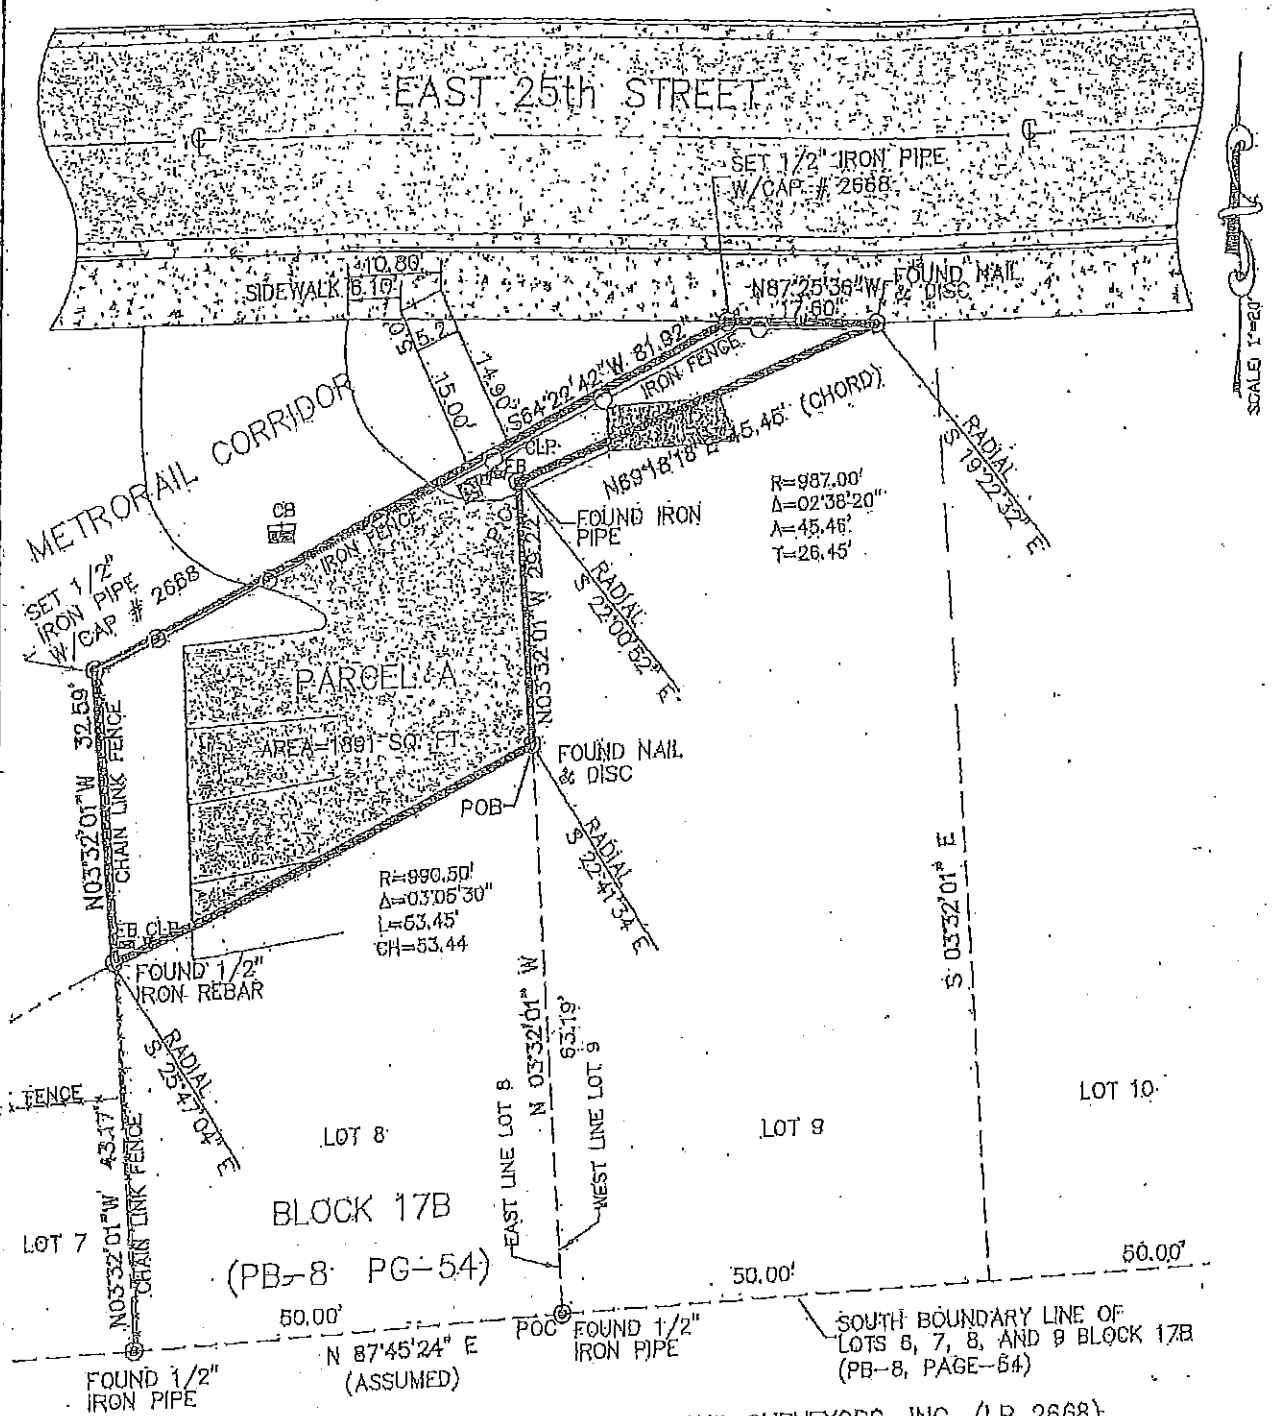 EAST 25th STREET
SET 1/2" IRON PIPE
W/CAP # 2668
SCALE 1"=20'
10.80'
SIDEWALK
6.10'
N87°25'36"W
17.60'
FOUND NAIL
& DISC
5.2
15.00'
14.90'
S64°22'42"W 81.92'
IRON FENCE
METRORAIL CORRIDOR
CLP
EB
N69°18'18" E 45.46' (CHORD)
RADIAL
S 19°22'32" E
R=987.00'
Δ=02°38'20"
A=45.46'
T=26.45'
CB
IRON FENCE
FOUND IRON
PIPE
RADIAL
S 22°00'52" E
SET 1/2"
IRON PIPE
W/CAP # 2668
N03°32'01" W
PARCEL A
AREA=1891 SQ. FT.
FOUND NAIL
& DISC
POB
RADIAL
S 22°41'34" E
N03°32'01" W 32.59'
CHAIN LINK FENCE
R=990.50'
Δ=03°05'30"
L=53.45'
CH=53.44
EB CLP
FOUND 1/2"
IRON REBAR
RADIAL
S 25°47'04" E
S 03°32'01" E
N 03°32'01" W
63.19'
FENCE
N03°32'01"W 43.17'
CHAIN LINK FENCE
LOT 7
LOT 8
EAST LINE LOT 8
WEST LINE LOT 9
LOT 9
LOT 10
BLOCK 17B
(PB-8 PG-54)
50.00'
50.00'
50.00'
N 87°45'24" E
(ASSUMED)
POC
FOUND 1/2"
IRON PIPE
FOUND 1/2"
IRON PIPE
SOUTH BOUNDARY LINE OF
LOTS 6, 7, 8, AND 9 BLOCK 17B
(PB-8, PAGE-54)
SURVEYORS, INC. (LB 2668)